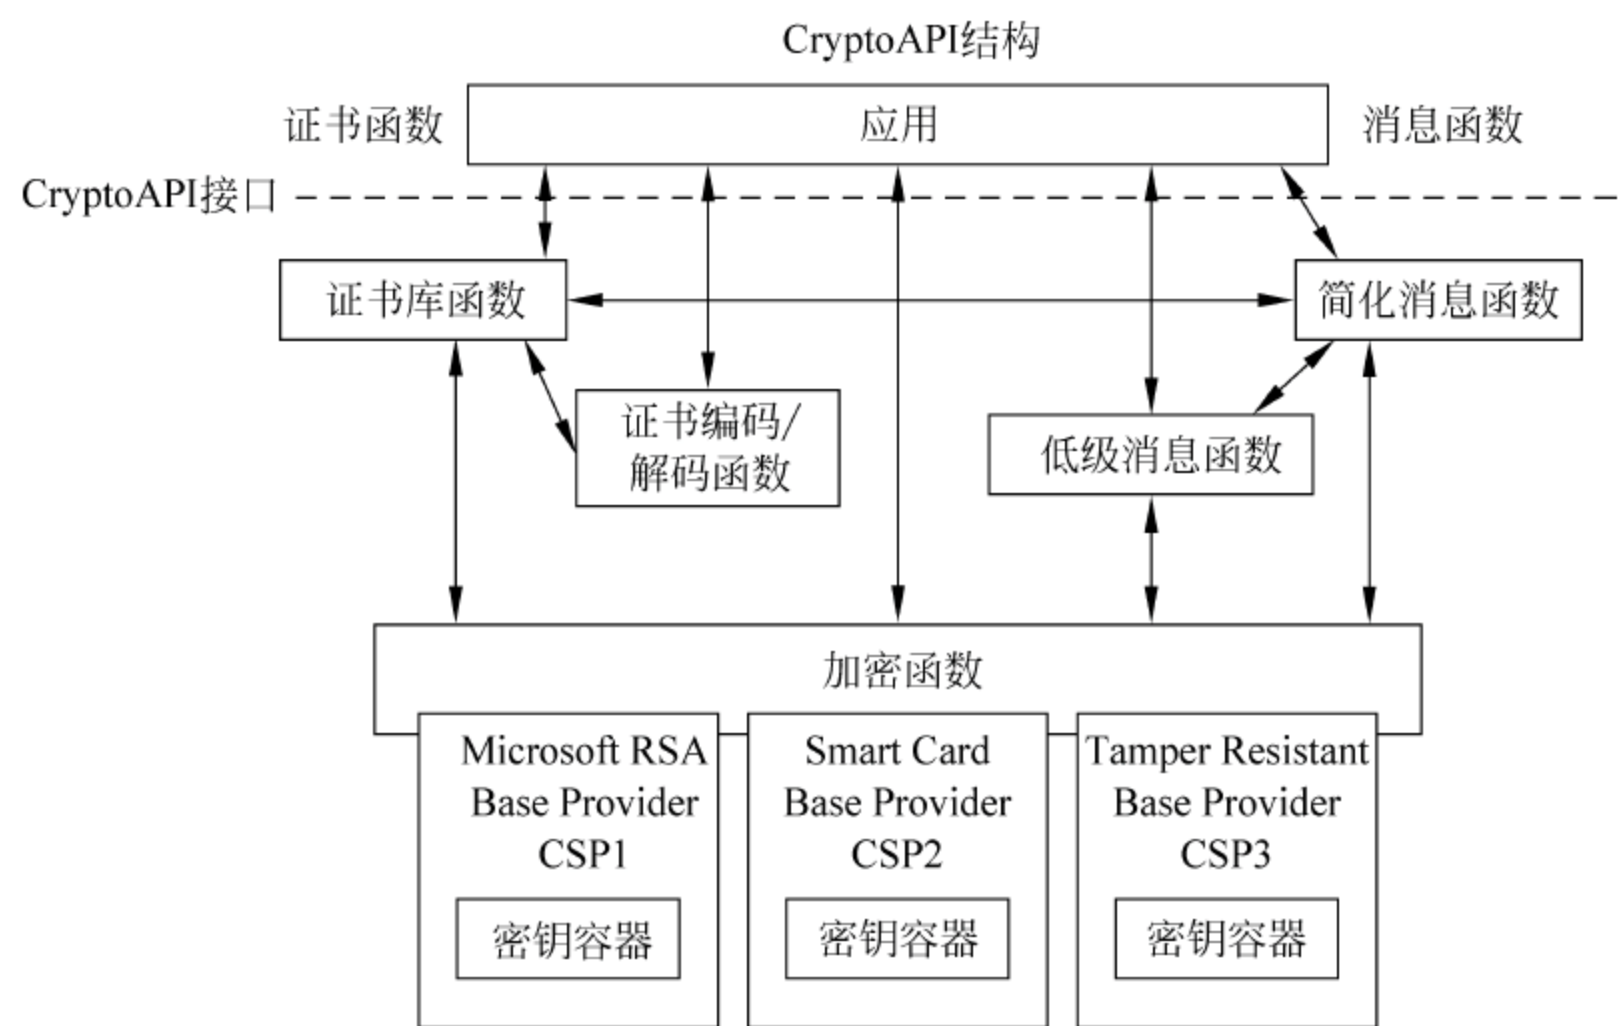 CryptoAPI结构
证书函数
应用
消息函数
CryptoAPI接口
证书库函数
简化消息函数
证书编码/
解码函数
低级消息函数
加密函数
Microsoft RSA
Base Provider
CSP1
密钥容器
Smart Card
Base Provider
CSP2
密钥容器
Tamper Resistant
Base Provider
CSP3
密钥容器